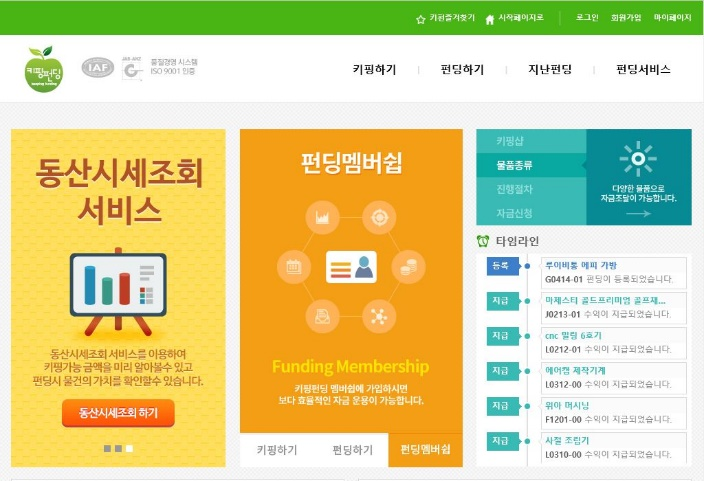 키핑즐겨찾기 시작페이지로 로그인 회원가입 마이페이지
키핑펀딩
IAF
품질경영 시스템
ISO 9001 인증
키핑하기 펀딩하기 지난펀딩 펀딩서비스
동산시세조회
서비스
동산시세조회 서비스를 이용하여
키핑가능 금액을 미리 알아볼수 있고
펀딩시 물건의 가치를 확인할수 있습니다.
동산시세조회 하기
펀딩멤버쉽
Funding Membership
키핑펀딩 멤버쉽에 가입하시면
보다 효율적인 자금 운용이 가능합니다.
키핑하기 펀딩하기 펀딩멤버쉽
키핑샵
물품종류
진행절차
자금신청
다양한 물품으로
자금조달이 가능합니다.
타임라인
등록 루이비통 에피 가방
G0414-01 펀딩이 등록되었습니다.
지급 마제스티 골드프리미엄 골프채...
J0213-01 수익이 지급되었습니다.
지급 cnc 밀링 6호기
L0212-01 수익이 지급되었습니다.
지급 에어캡 제작기계
L0312-00 수익이 지급되었습니다.
지급 위아 머시닝
F1201-00 수익이 지급되었습니다.
지급 사출 조립기
L0310-00 수익이 지급되었습니다.